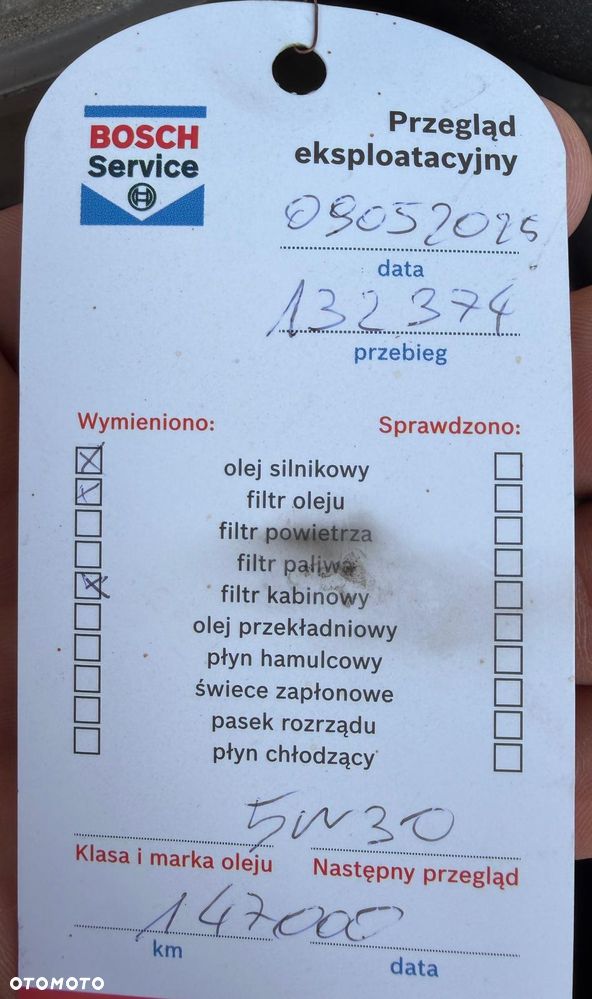 BOSCH
Service
Przegląd
eksploatacyjny
09052025
data
132 374
przebieg
Wymieniono:
Sprawdzono:
olej silnikowy
filtr oleju
filtr powietrza
filtr paliwa
filtr kabinowy
olej przekładniowy
płyn hamulcowy
świece zapłonowe
pasek rozrządu
płyn chłodzący
5W30
Klasa i marka oleju
Następny przegląd
147000
km
data
OTOMOTO